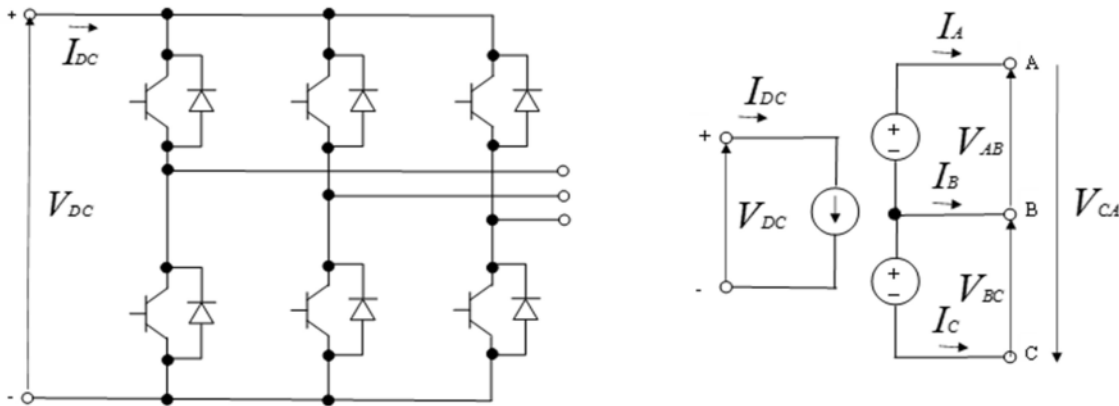 +
I_DC
V_DC
-
I_A
A
I_DC
+
+
-
V_AB
I_B
V_DC
B
V_CA
+
-
-
V_BC
I_C
C